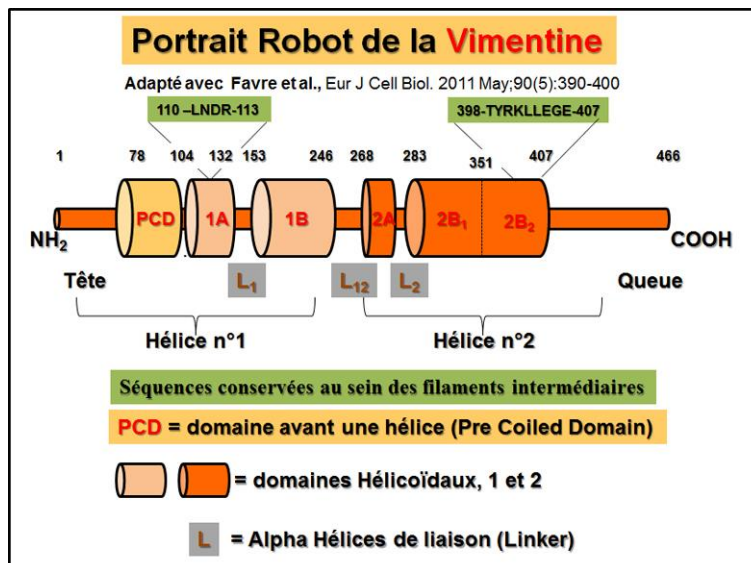 Portrait Robot de la Vimentine
Adapté avec Favre et al., Eur J Cell Biol. 2011 May;90(5):390-400
110 –LNDR-113 398-TYRKLLEGE-407
1 78 104 132 153 246 268 283 351 407 466
PCD 1A 1B 2A 2B1 2B2
NH2 COOH
Tête L1 L12 L2 Queue
Hélice n°1 Hélice n°2
Séquences conservées au sein des filaments intermédiaires
PCD = domaine avant une hélice (Pre Coiled Domain)
= domaines Hélicoïdaux, 1 et 2
L = Alpha Hélices de liaison (Linker)